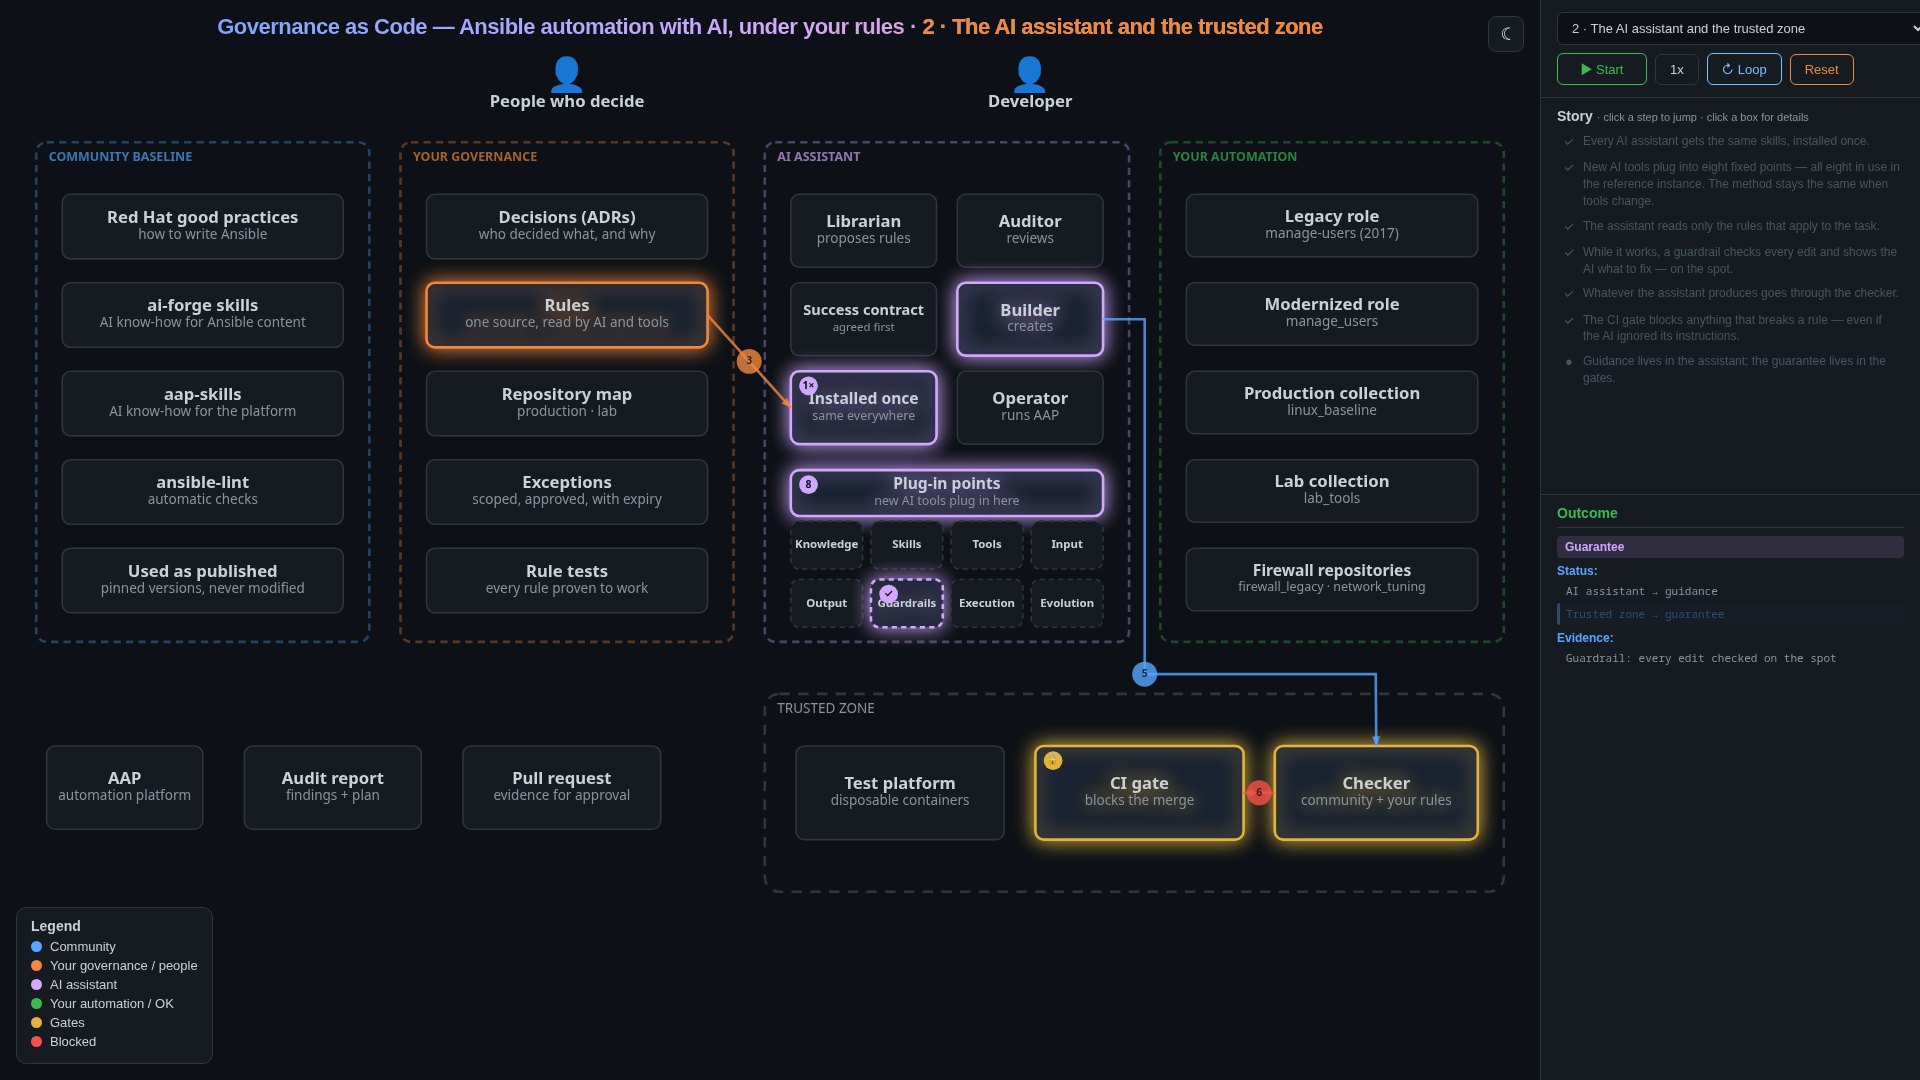 Governance as Code — Ansible automation with AI, under your rules · 2 · The AI assistant and the trusted zone
People who decide
Developer
COMMUNITY BASELINE
Red Hat good practices
how to write Ansible
ai-forge skills
AI know-how for Ansible content
aap-skills
AI know-how for the platform
ansible-lint
automatic checks
Used as published
pinned versions, never modified
YOUR GOVERNANCE
Decisions (ADRs)
who decided what, and why
Rules
one source, read by AI and tools
Repository map
production · lab
Exceptions
scoped, approved, with expiry
Rule tests
every rule proven to work
3
AI ASSISTANT
Librarian
proposes rules
Auditor
reviews
Success contract
agreed first
Builder
creates
1×
Installed once
same everywhere
Operator
runs AAP
8
Plug-in points
new AI tools plug in here
Knowledge
Skills
Tools
Input
Output
Guardrails
Execution
Evolution
YOUR AUTOMATION
Legacy role
manage-users (2017)
Modernized role
manage_users
Production collection
linux_baseline
Lab collection
lab_tools
Firewall repositories
firewall_legacy · network_tuning
5
TRUSTED ZONE
Test platform
disposable containers
CI gate
blocks the merge
6
Checker
community + your rules
AAP
automation platform
Audit report
findings + plan
Pull request
evidence for approval
Legend
Community
Your governance / people
AI assistant
Your automation / OK
Gates
Blocked
2 · The AI assistant and the trusted zone
Start
1x
Loop
Reset
Story · click a step to jump · click a box for details
Every AI assistant gets the same skills, installed once.
New AI tools plug into eight fixed points — all eight in use in
the reference instance. The method stays the same when
tools change.
The assistant reads only the rules that apply to the task.
While it works, a guardrail checks every edit and shows the
AI what to fix — on the spot.
Whatever the assistant produces goes through the checker.
The CI gate blocks anything that breaks a rule — even if
the AI ignored its instructions.
Guidance lives in the assistant; the guarantee lives in the
gates.
Outcome
Guarantee
Status:
AI assistant → guidance
Trusted zone → guarantee
Evidence:
Guardrail: every edit checked on the spot